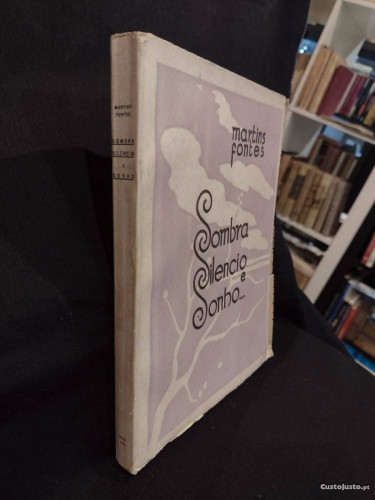 MARTINS
FONTES
SOMBRA
SILENCIO
E
SONHO
martins
fontes
Sombra
Silencio
e
Sonho...
CustoJusto.pt